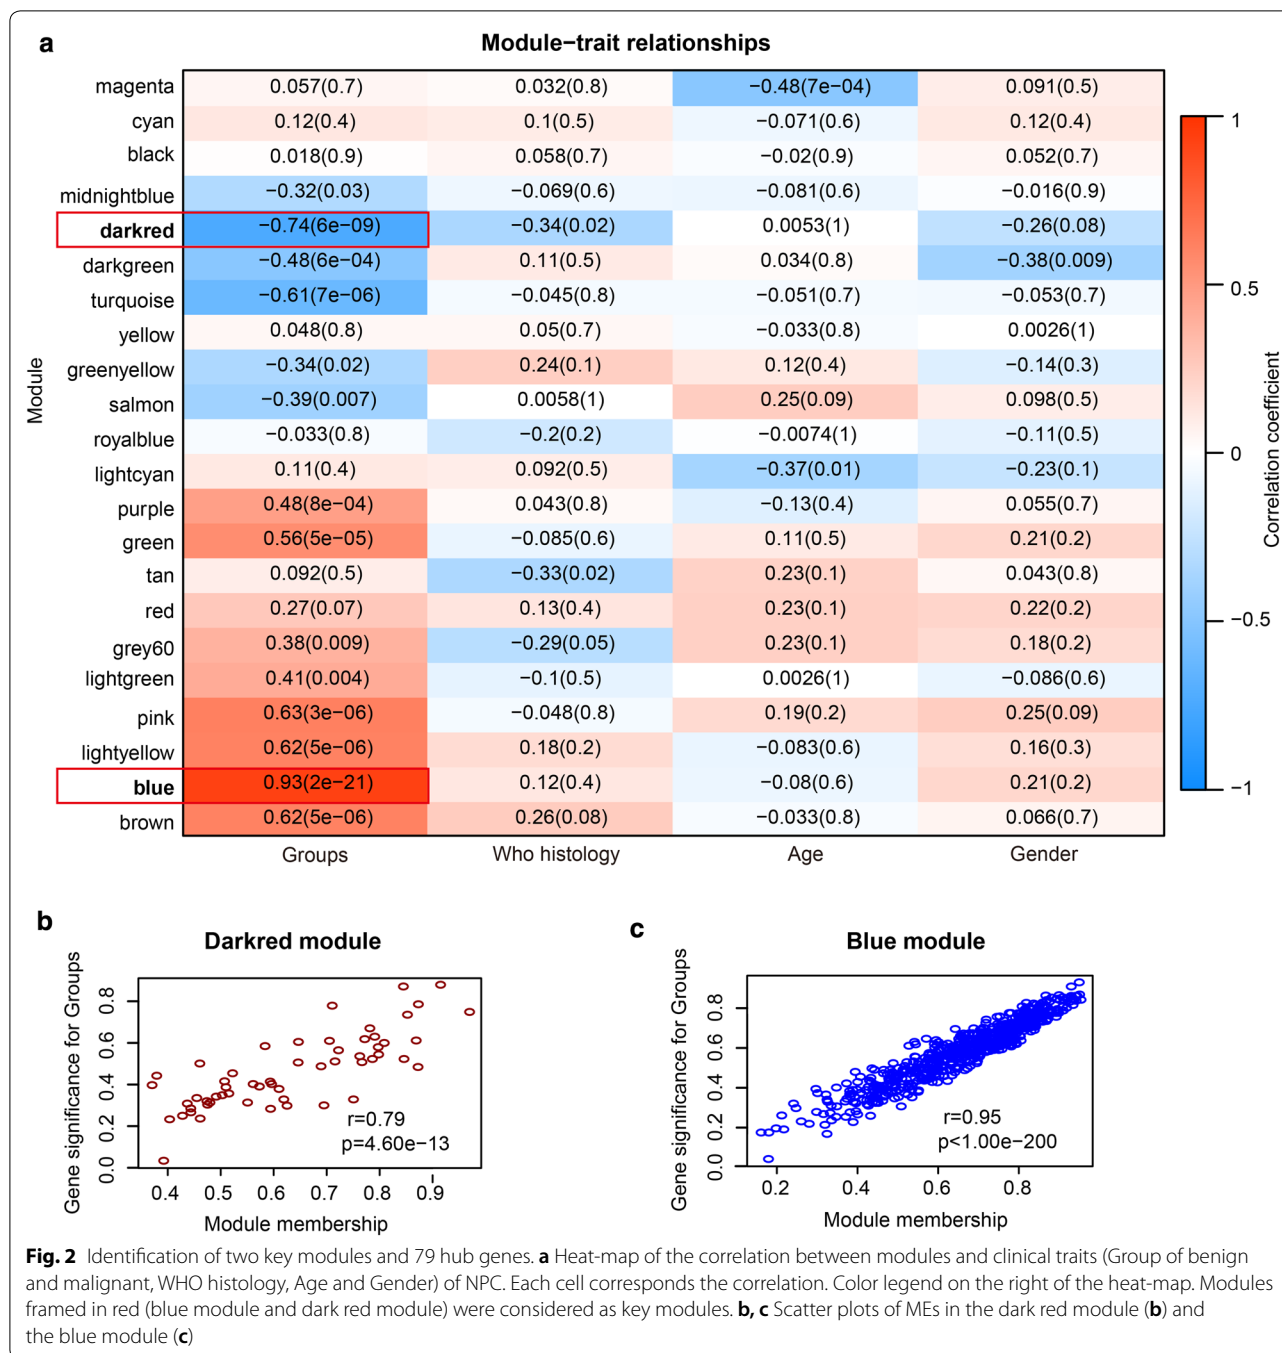 a
Module−trait relationships
magenta 0.057(0.7) 0.032(0.8) −0.48(7e−04) 0.091(0.5)
cyan 0.12(0.4) 0.1(0.5) −0.071(0.6) 0.12(0.4)
black 0.018(0.9) 0.058(0.7) −0.02(0.9) 0.052(0.7)
midnightblue −0.32(0.03) −0.069(0.6) −0.081(0.6) −0.016(0.9)
darkred −0.74(6e−09) −0.34(0.02) 0.0053(1) −0.26(0.08)
darkgreen −0.48(6e−04) 0.11(0.5) 0.034(0.8) −0.38(0.009)
turquoise −0.61(7e−06) −0.045(0.8) −0.051(0.7) −0.053(0.7)
yellow 0.048(0.8) 0.05(0.7) −0.033(0.8) 0.0026(1)
greenyellow −0.34(0.02) 0.24(0.1) 0.12(0.4) −0.14(0.3)
salmon −0.39(0.007) 0.0058(1) 0.25(0.09) 0.098(0.5)
royalblue −0.033(0.8) −0.2(0.2) −0.0074(1) −0.11(0.5)
lightcyan 0.11(0.4) 0.092(0.5) −0.37(0.01) −0.23(0.1)
purple 0.48(8e−04) 0.043(0.8) −0.13(0.4) 0.055(0.7)
green 0.56(5e−05) −0.085(0.6) 0.11(0.5) 0.21(0.2)
tan 0.092(0.5) −0.33(0.02) 0.23(0.1) 0.043(0.8)
red 0.27(0.07) 0.13(0.4) 0.23(0.1) 0.22(0.2)
grey60 0.38(0.009) −0.29(0.05) 0.23(0.1) 0.18(0.2)
lightgreen 0.41(0.004) −0.1(0.5) 0.0026(1) −0.086(0.6)
pink 0.63(3e−06) −0.048(0.8) 0.19(0.2) 0.25(0.09)
lightyellow 0.62(5e−06) 0.18(0.2) −0.083(0.6) 0.16(0.3)
blue 0.93(2e−21) 0.12(0.4) −0.08(0.6) 0.21(0.2)
brown 0.62(5e−06) 0.26(0.08) −0.033(0.8) 0.066(0.7)
Groups Who histology Age Gender
Module
1
0.5
0
−0.5
−1
Correlation coefficient
b
Darkred module
Gene significance for Groups
0.8
0.6
0.4
0.2
0.0
r=0.79
p=4.60e−13
0.4 0.5 0.6 0.7 0.8 0.9
Module membership
c
Blue module
Gene significance for Groups
0.8
0.6
0.4
0.2
0.0
r=0.95
p<1.00e−200
0.2 0.4 0.6 0.8
Module membership
Fig. 2 Identification of two key modules and 79 hub genes. a Heat-map of the correlation between modules and clinical traits (Group of benign
and malignant, WHO histology, Age and Gender) of NPC. Each cell corresponds the correlation. Color legend on the right of the heat-map. Modules
framed in red (blue module and dark red module) were considered as key modules. b, c Scatter plots of MEs in the dark red module (b) and
the blue module (c)